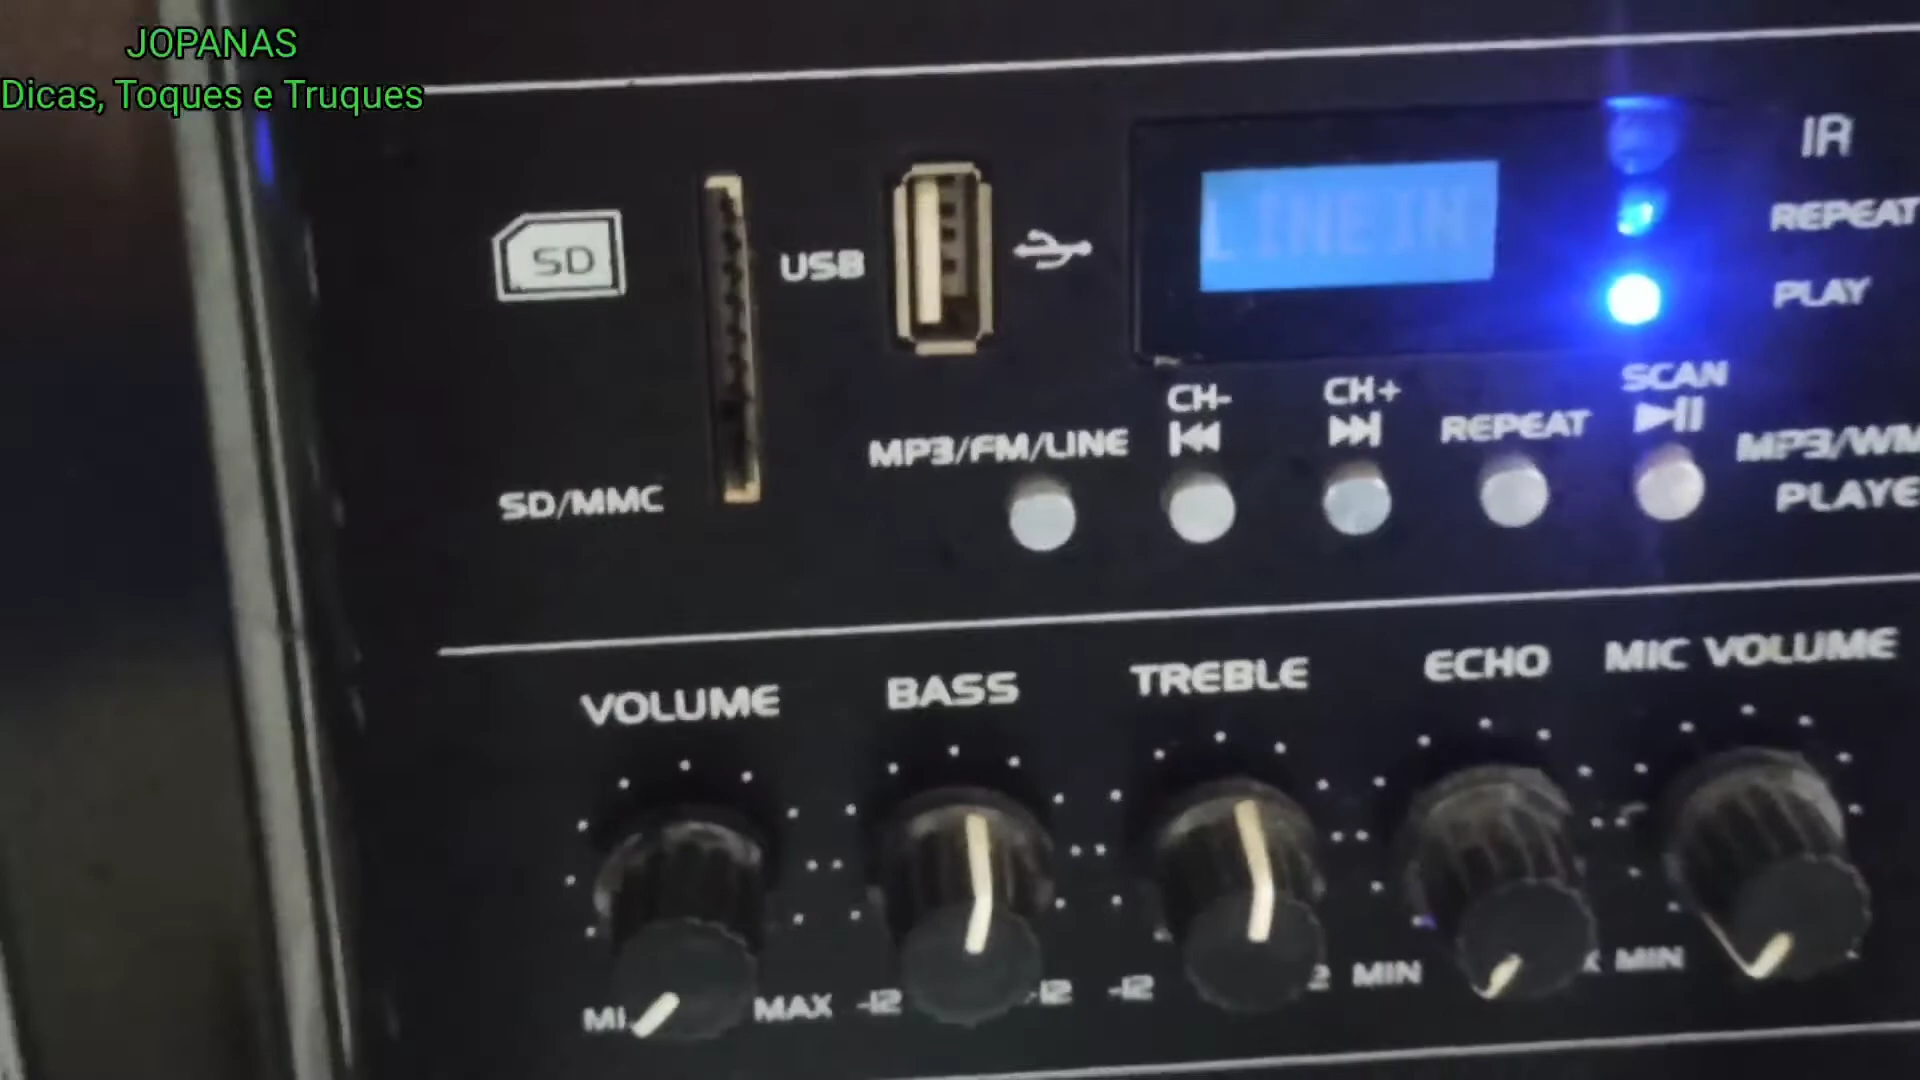 JOPANAS
Dicas, Toques e Truques
IR
REPEAT
PLAY
SD
USB
LINEIN
SCAN
CH-
CH+
MP3/FM/LINE
REPEAT
SD/MMC
VOLUME
BASS
TREBLE
ECHO
MIC VOLUME
MAX
-12
-12
MIN
MIN